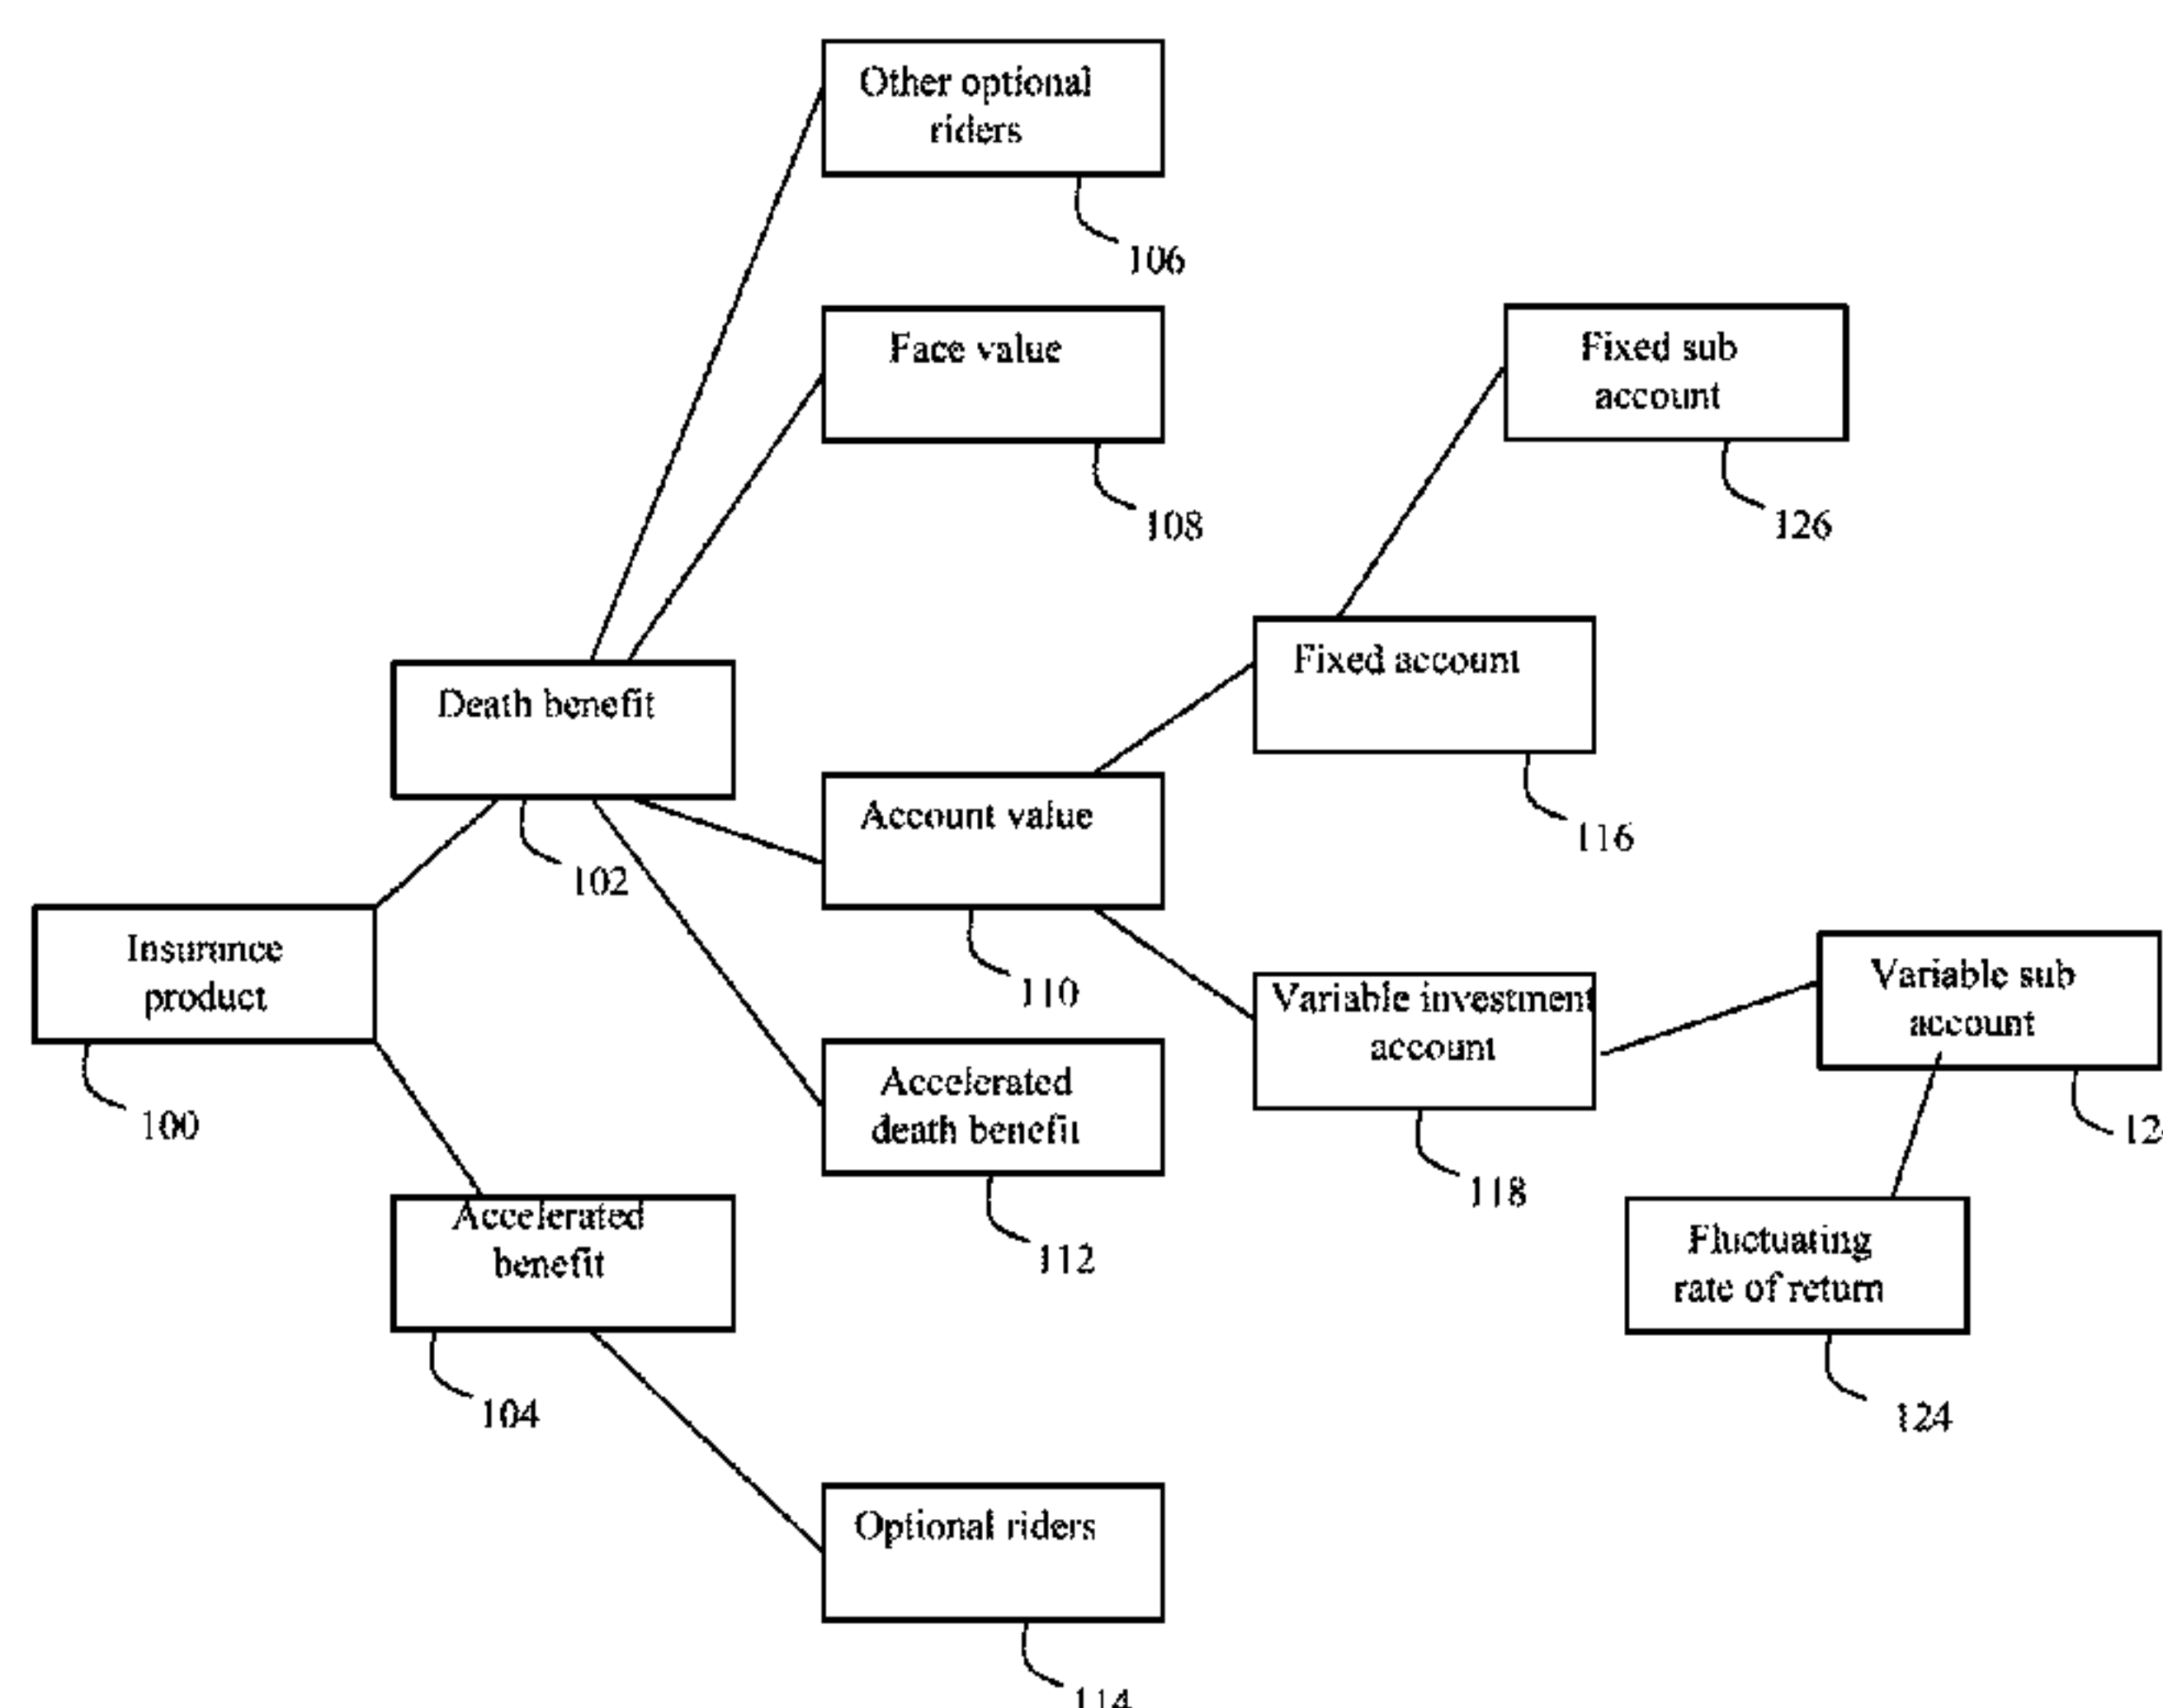 Other optional
riders
106
Face value
108
Fixed sub
account
126
Death benefit
102
Fixed account
116
Account value
110
Insurance
product
100
Variable investment
account
118
Variable sub
account
12
Accelerated
death benefit
112
Accelerated
benefit
104
Fluctuating
rate of return
124
Optional riders
114